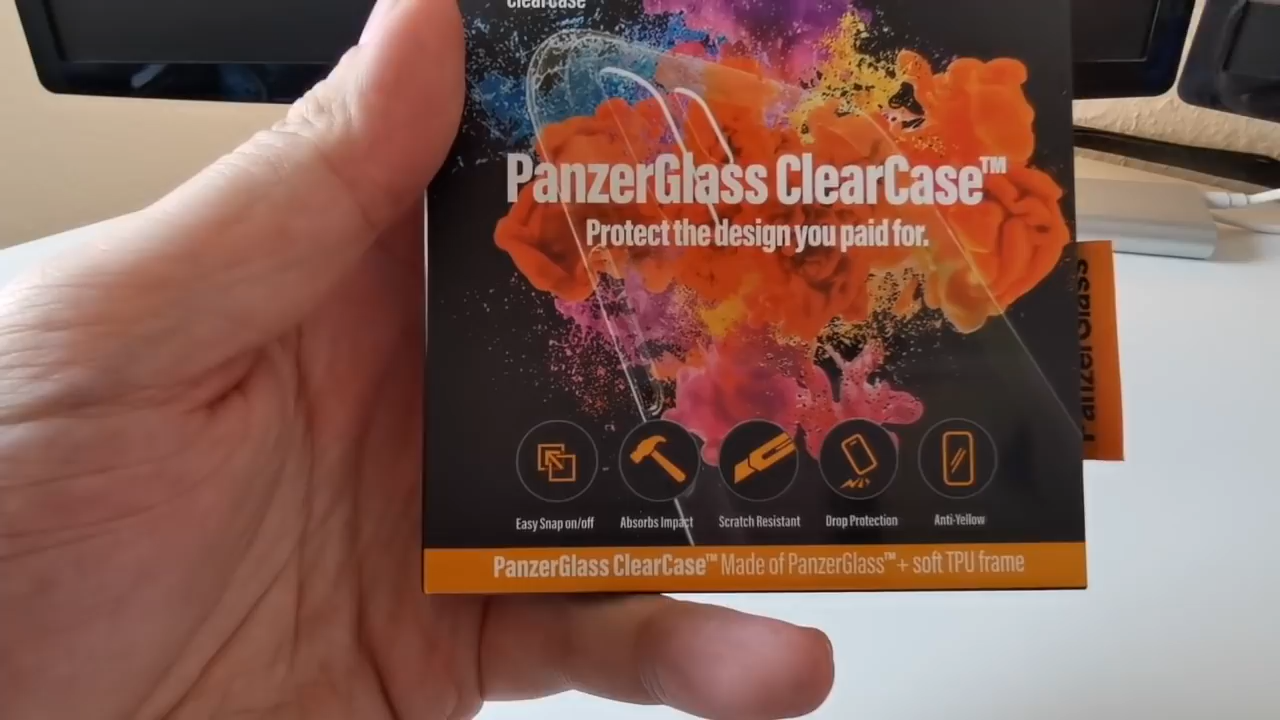 clearcase
PanzerGlass ClearCase™
Protect the design you paid for.
PanzerGlass
Easy Snap on/off
Absorbs Impact
Scratch Resistant
Drop Protection
Anti-Yellow
PanzerGlass ClearCase™ Made of PanzerGlass™ + soft TPU frame